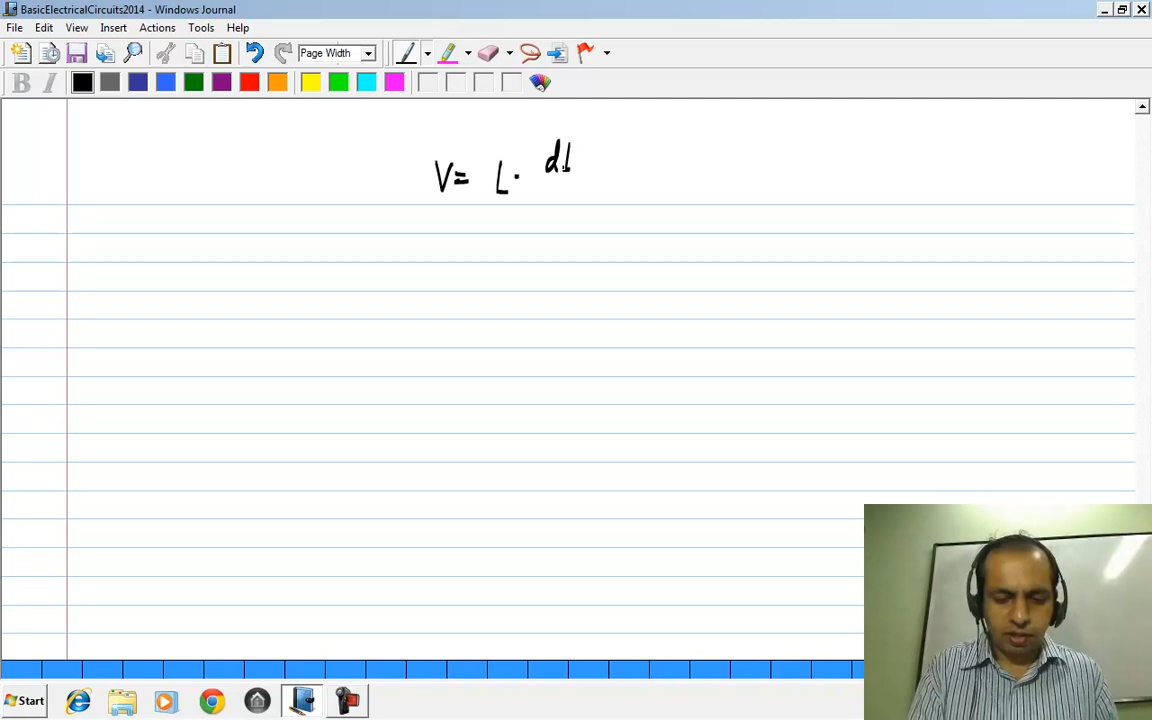 BasicElectricalCircuits2014 - Windows Journal
File Edit View Insert Actions Tools Help
Page Width
B I
V= L· dI
Start